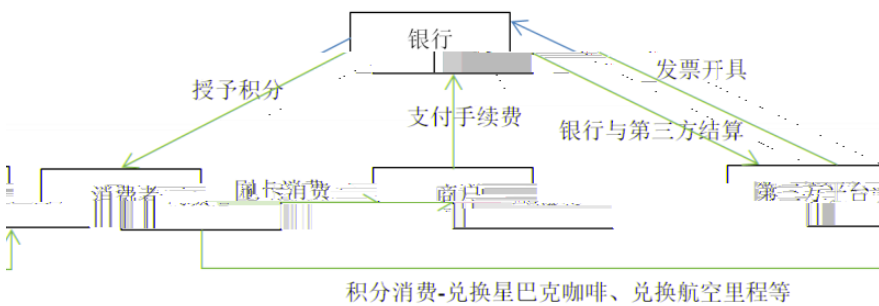 银行
发票开具
授予积分
支付手续费
银行与第三方结算
消费者
刷卡消费
商户
第三方平台
积分消费-兑换星巴克咖啡、兑换航空里程等